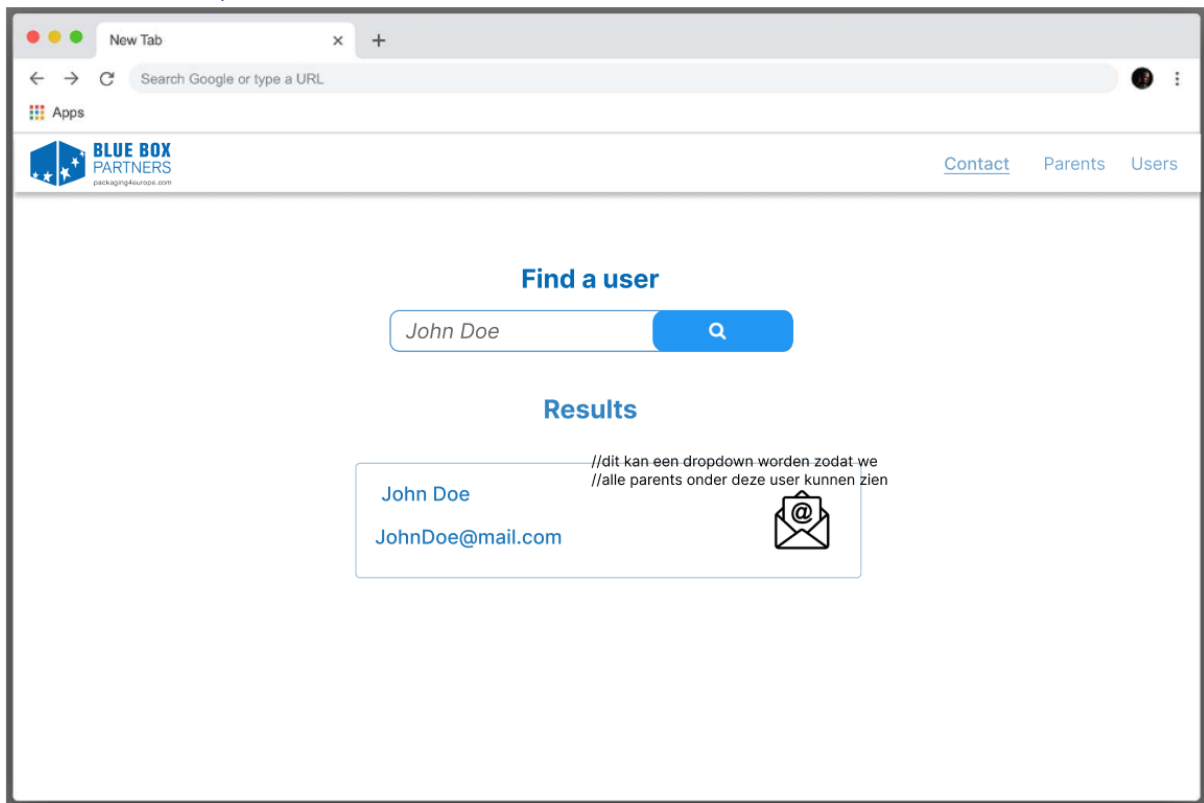 New Tab
Search Google or type a URL
Apps
BLUE BOX
PARTNERS
packaging4europe.com
Contact Parents Users
Find a user
John Doe
Results
//dit kan een dropdown worden zodat we
//alle parents onder deze user kunnen zien
John Doe
@
JohnDoe@mail.com